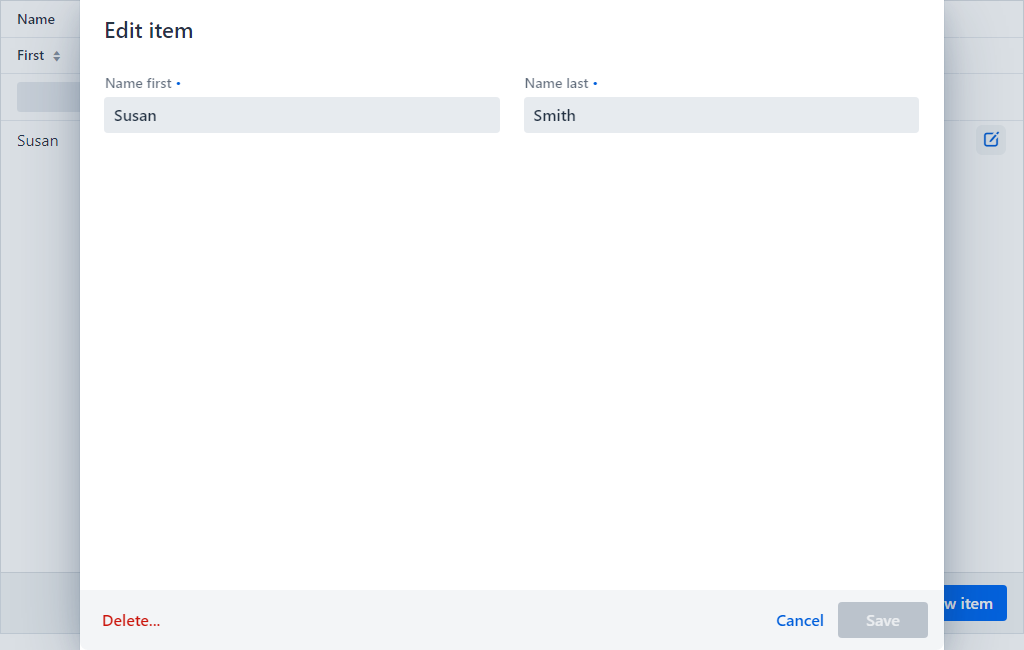 Name
First
Susan
Edit item
Name first •
Name last •
Susan
Smith
Delete...
Cancel
Save
w item